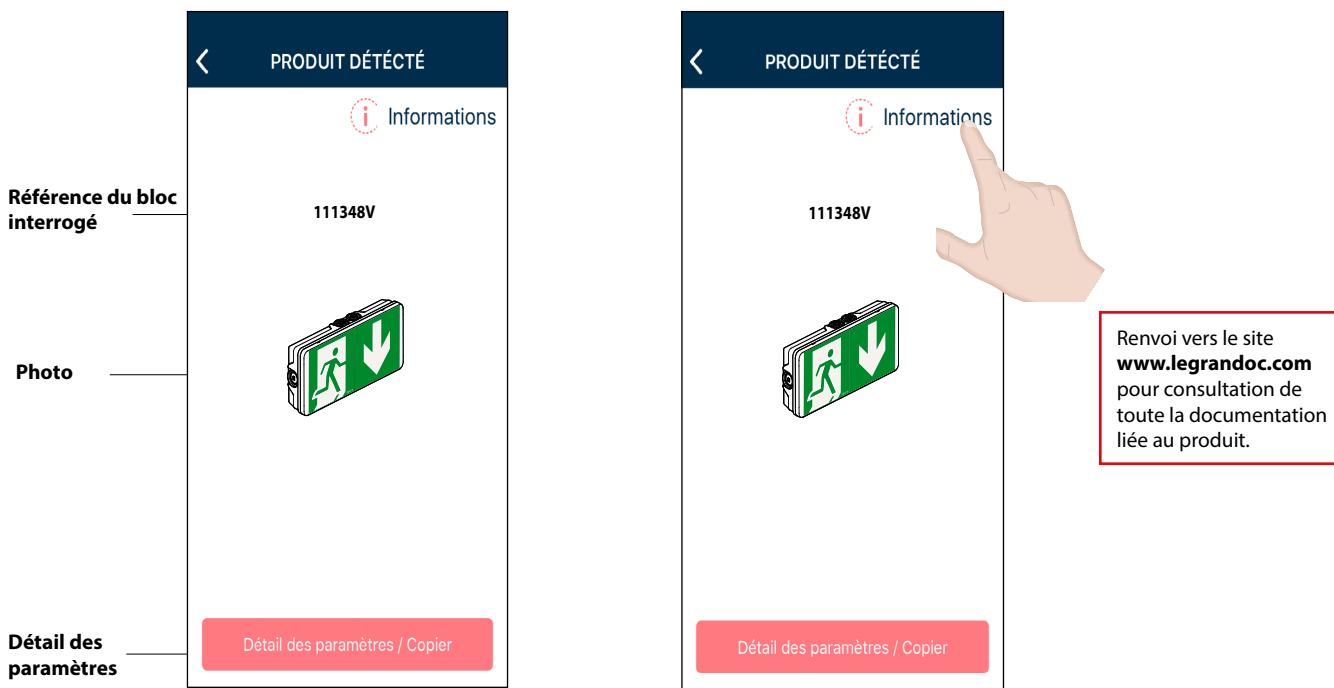 PRODUIT DÉTÉCTÉ
Informations
Référence du bloc
interrogé
111348V
Photo
Détail des
paramètres
Détail des paramètres / Copier
PRODUIT DÉTÉCTÉ
Informations
111348V
Renvoi vers le site
www.legrandoc.com
pour consultation de
toute la documentation
liée au produit.
Détail des paramètres / Copier